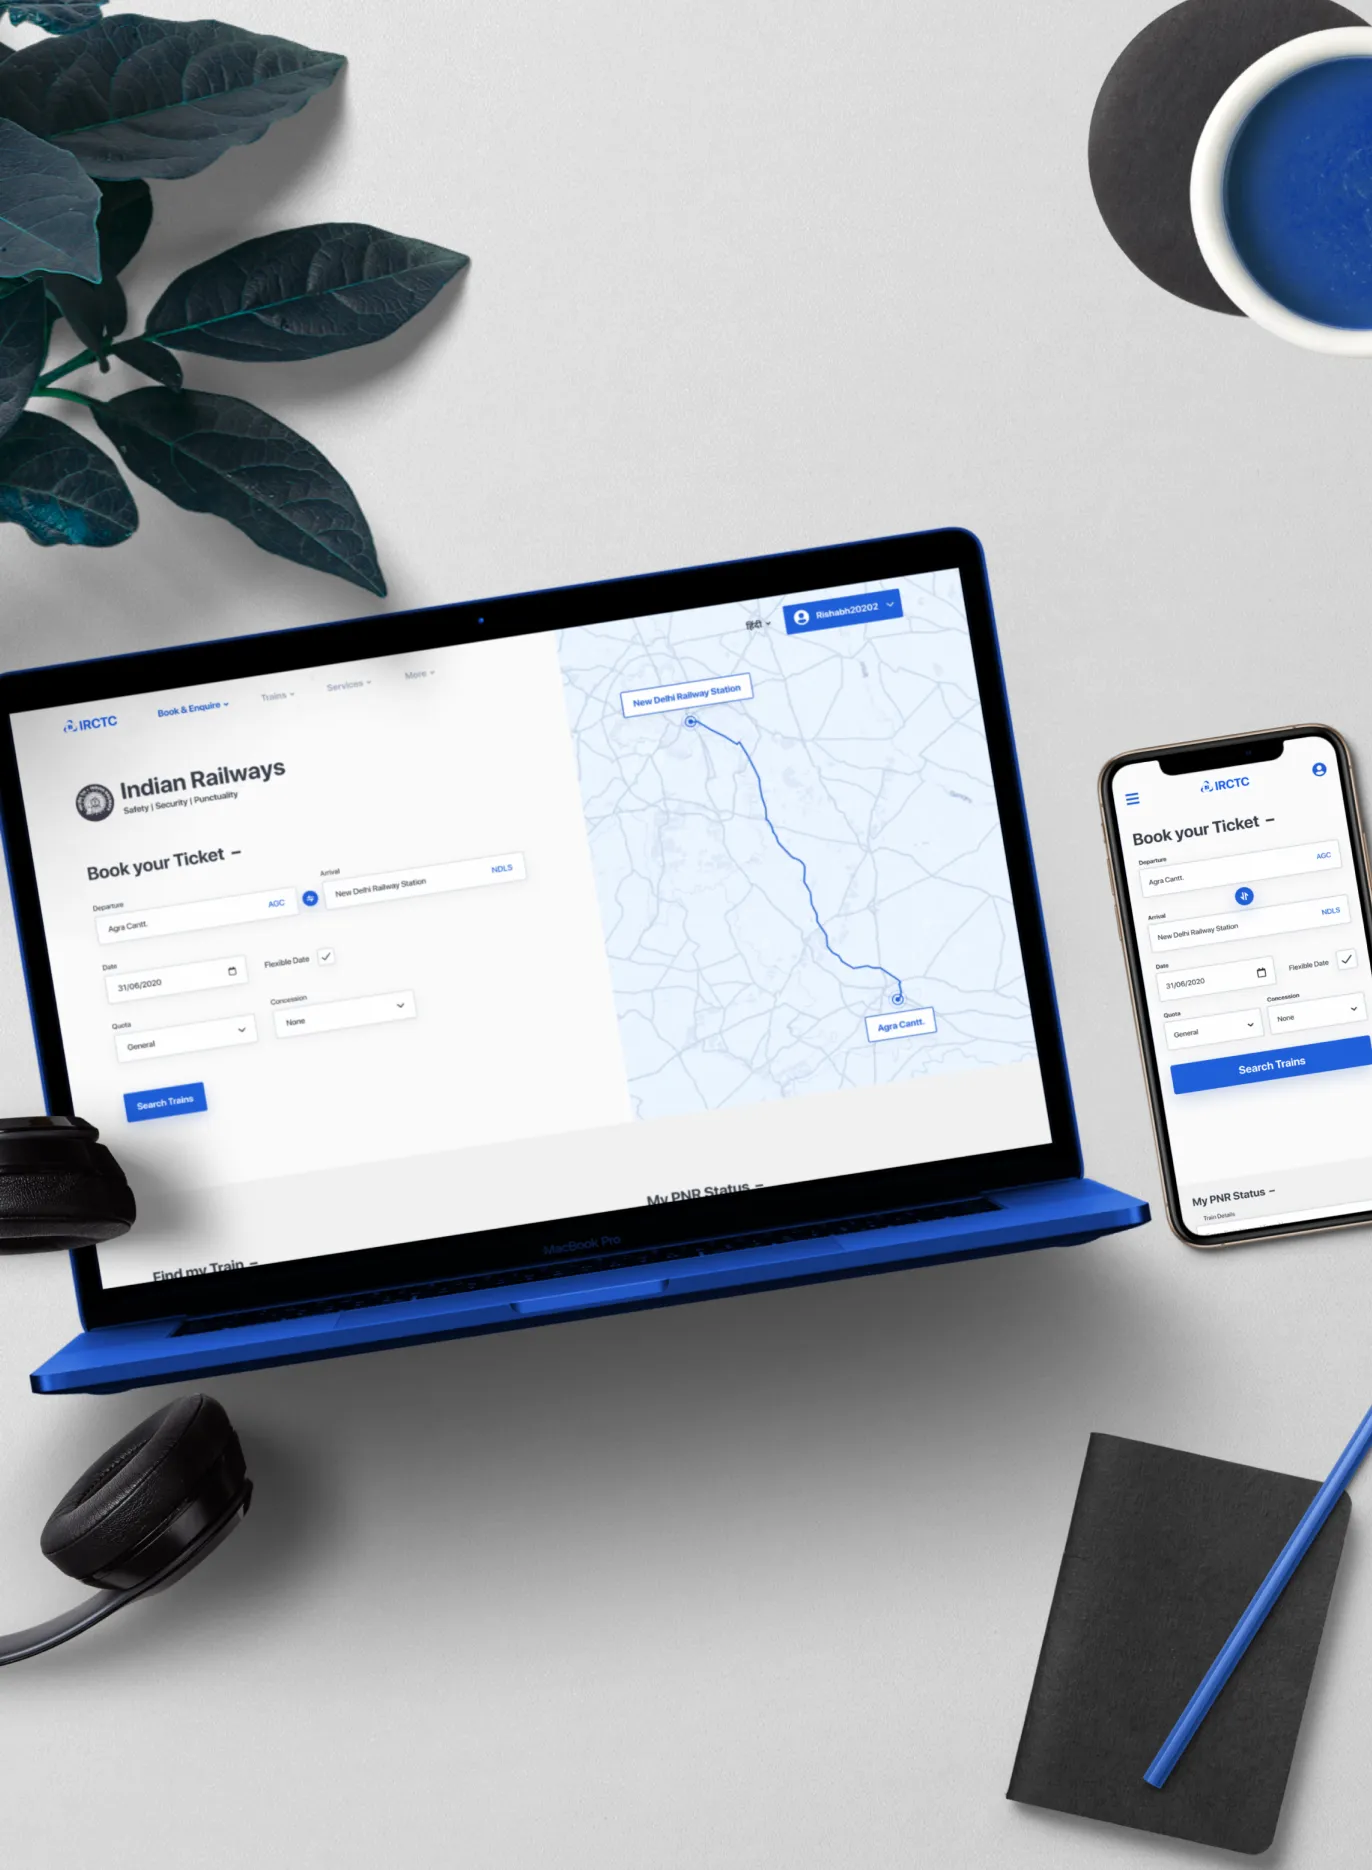 IRCTC
Book & Enquire
Trains
Services
More
हिंदी
Rishabh20202
Indian Railways
Safety | Security | Punctuality
Book your Ticket –
Departure
Agra Cantt.
AGC
Arrival
New Delhi Railway Station
NDLS
Date
31/06/2020
Flexible Date
Quota
General
Concession
None
Search Trains
New Delhi Railway Station
Agra Cantt.
Find my Train –
My PNR Status –
MacBook Pro
IRCTC
Book your Ticket –
Departure
Agra Cantt.
AGC
Arrival
New Delhi Railway Station
NDLS
Date
31/06/2020
Flexible Date
Quota
General
Concession
None
Search Trains
My PNR Status –
Train Details